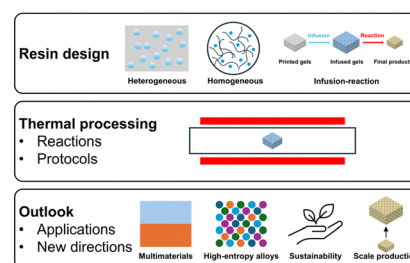 Resin design
Heterogeneous
Homogeneous
Infusion
Reaction
Printed gels
Infused gels
Final product
Infusion-reaction
Thermal processing
• Reactions
• Protocols
Outlook
• Applications
• New directions
Multimaterials
High-entropy alloys
Sustainability
Scale production